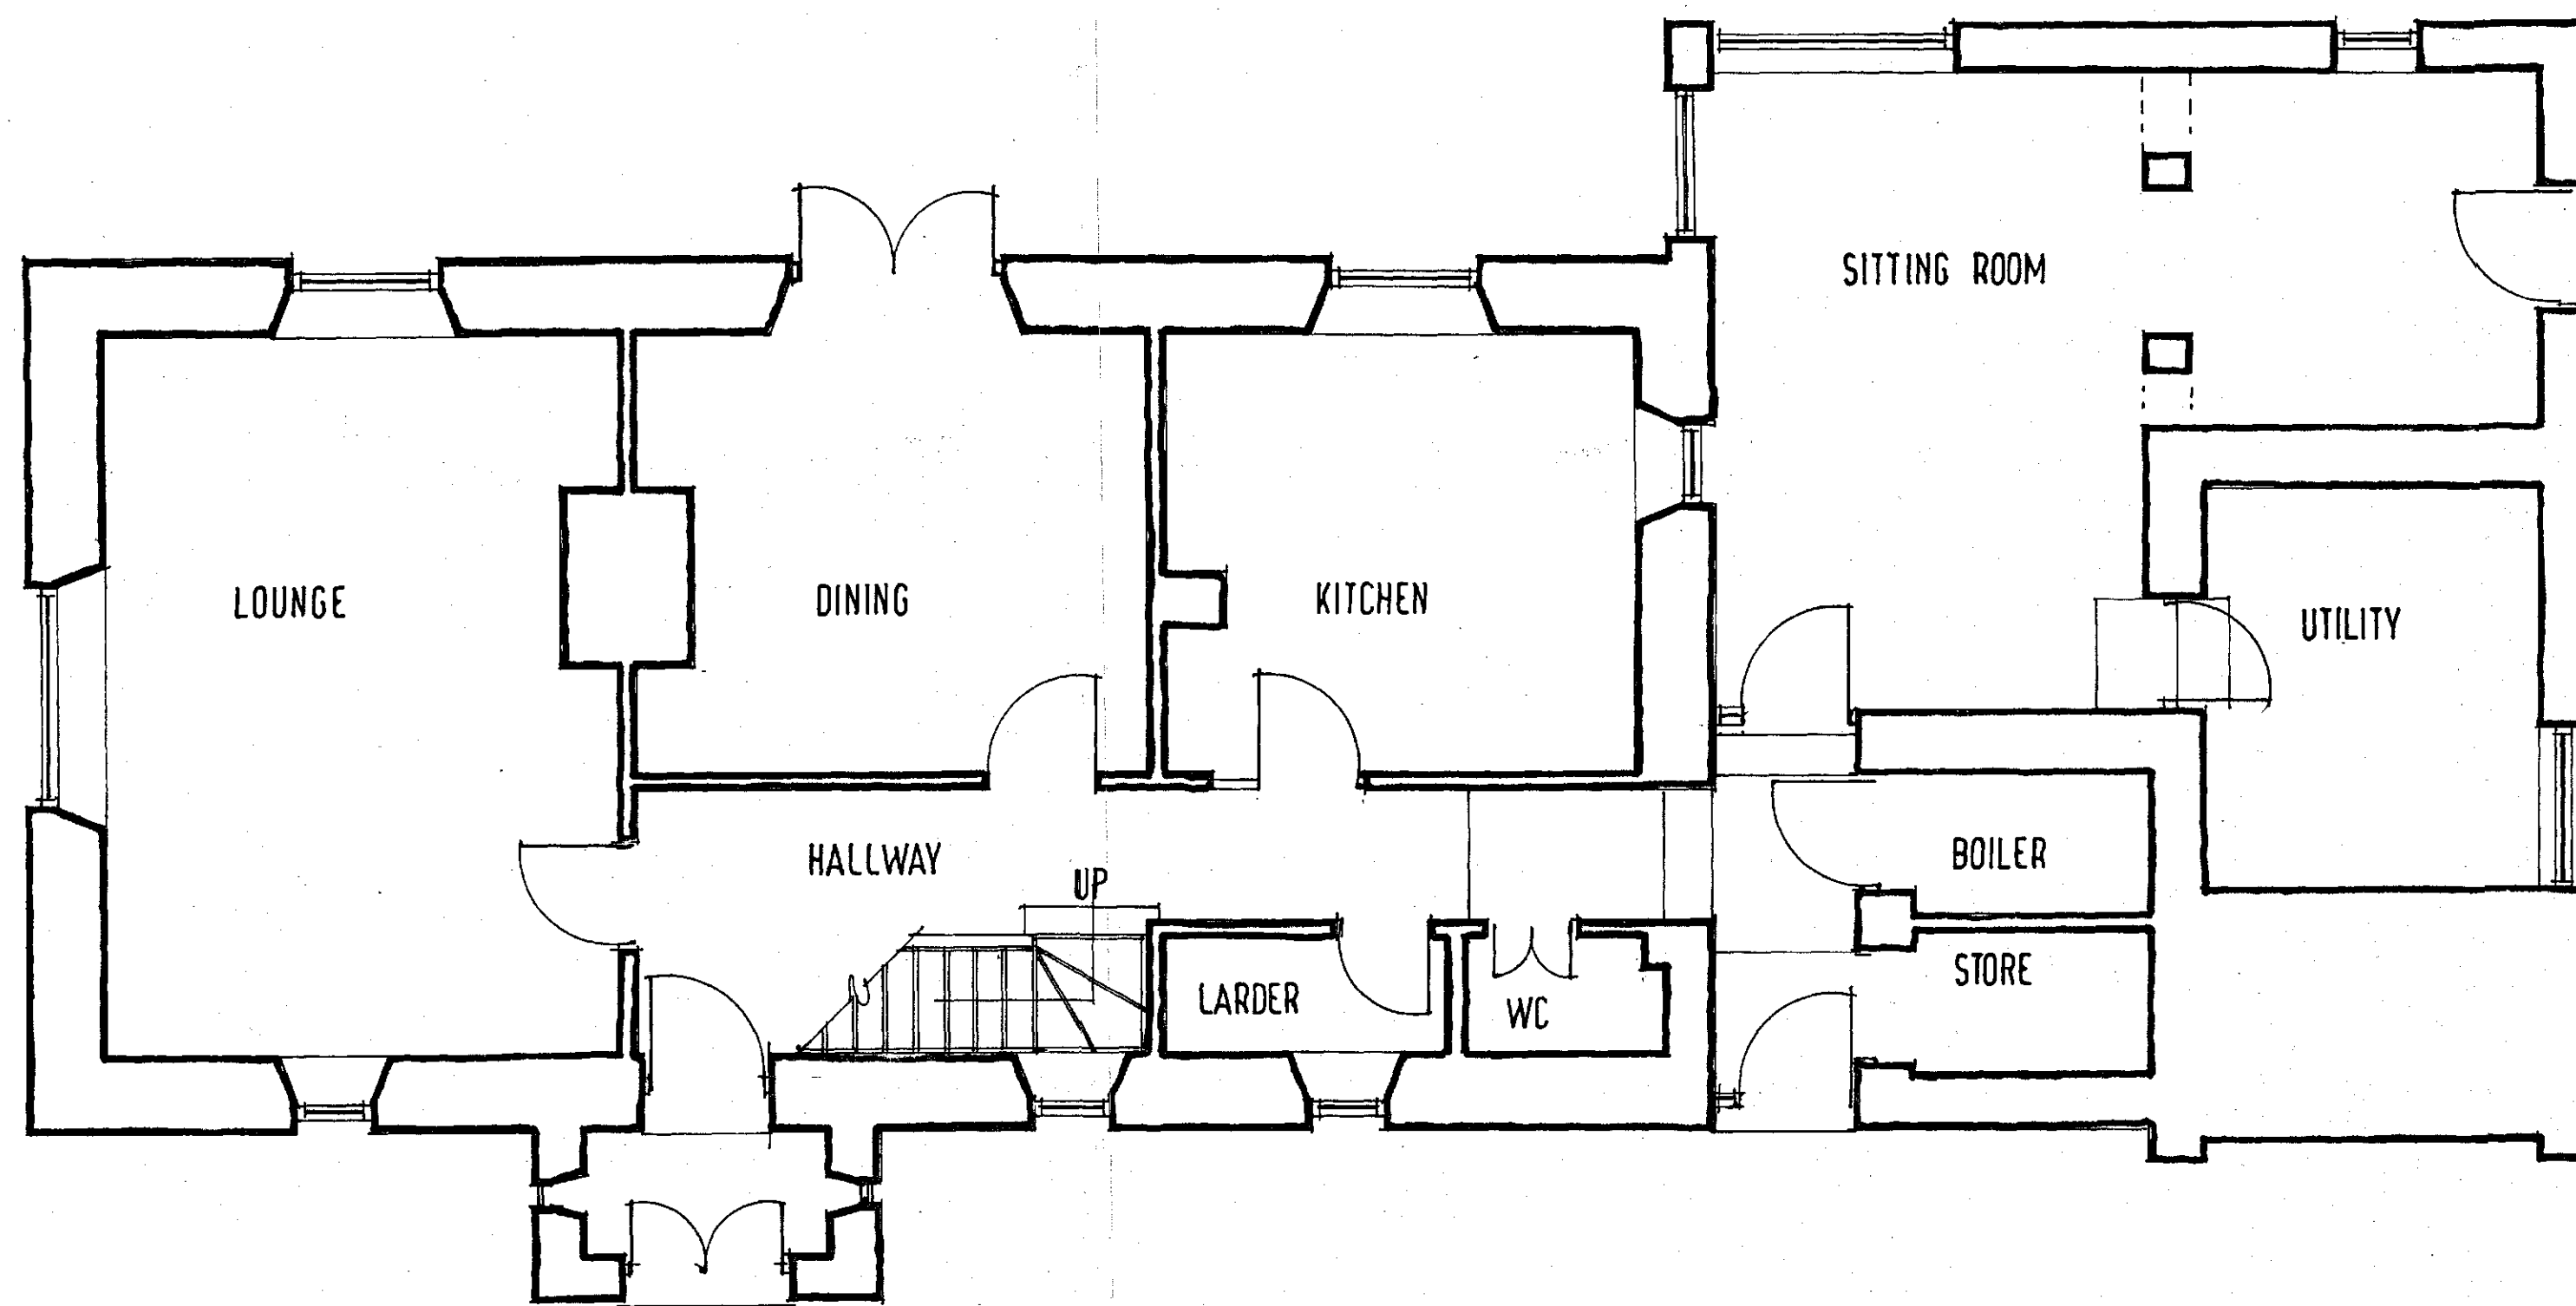 SITTING ROOM
LOUNGE
DINING
KITCHEN
UTILITY
HALLWAY
UP
BOILER
STORE
LARDER
WC